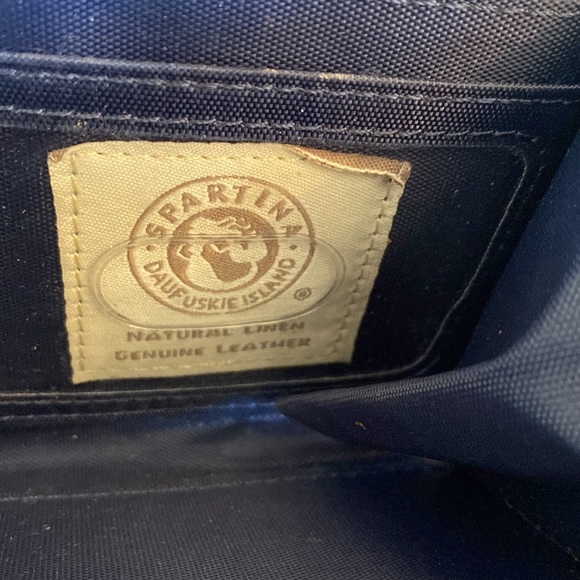 SPARTINA
DAUFUSKIE ISLAND
®
NATURAL LINEN
GENUINE LEATHER